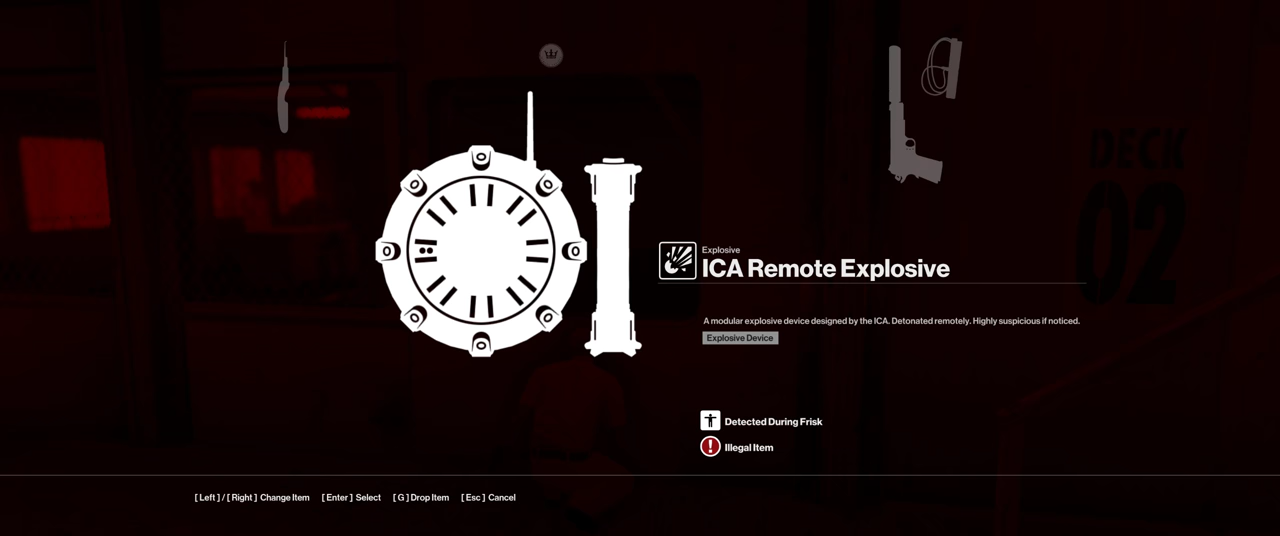 DECK
02
Explosive
ICA Remote Explosive
A modular explosive device designed by the ICA. Detonated remotely. Highly suspicious if noticed.
Explosive Device
Detected During Frisk
Illegal Item
[ Left ] / [ Right ] Change Item [ Enter ] Select [ G ] Drop Item [ Esc ] Cancel